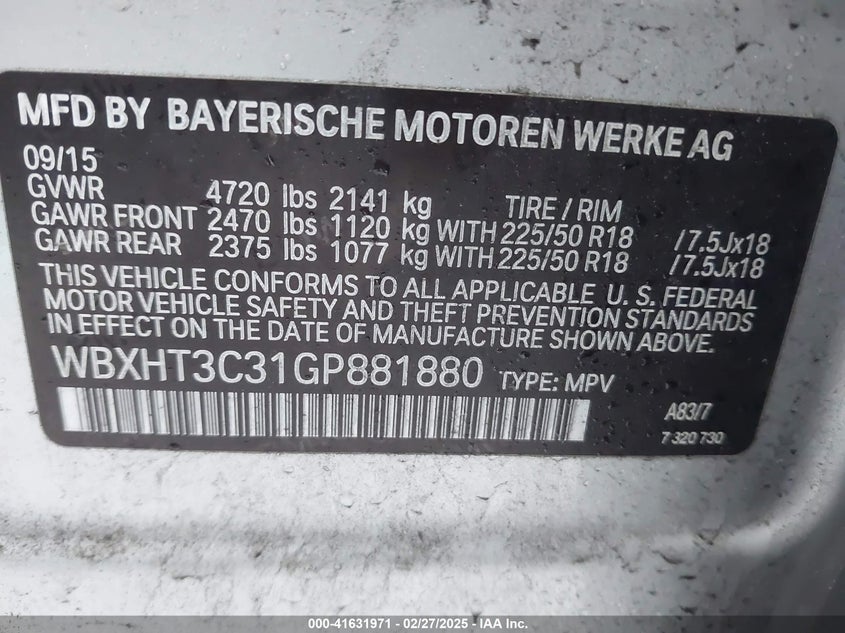 MFD BY BAYERISCHE MOTOREN WERKE AG
09/15
GVWR 4720 lbs 2141 kg TIRE / RIM
GAWR FRONT 2470 lbs 1120 kg WITH 225/50 R18 /7.5Jx18
GAWR REAR 2375 lbs 1077 kg WITH 225/50 R18 /7.5Jx18
THIS VEHICLE CONFORMS TO ALL APPLICABLE U. S. FEDERAL
MOTOR VEHICLE SAFETY AND THEFT PREVENTION STANDARDS
IN EFFECT ON THE DATE OF MANUFACTURE SHOWN ABOVE.
WBXHT3C31GP881880 TYPE: MPV
A83/7
7 320 730
000-41631971 | 02/27/2025 | IAA Inc.